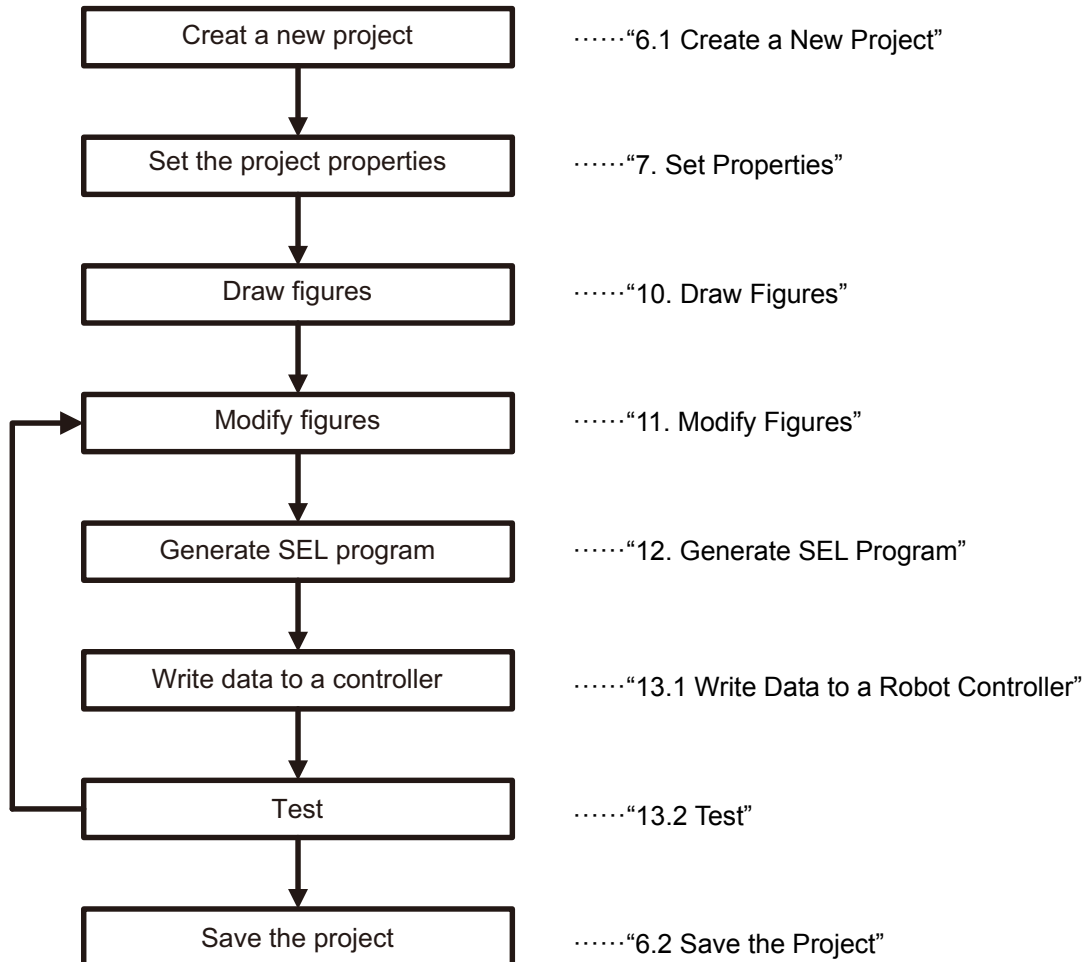 Creat a new project ······“6.1 Create a New Project”
Set the project properties ······“7. Set Properties”
Draw figures ······“10. Draw Figures”
Modify figures ······“11. Modify Figures”
Generate SEL program ······“12. Generate SEL Program”
Write data to a controller ······“13.1 Write Data to a Robot Controller”
Test ······“13.2 Test”
Save the project ······“6.2 Save the Project”